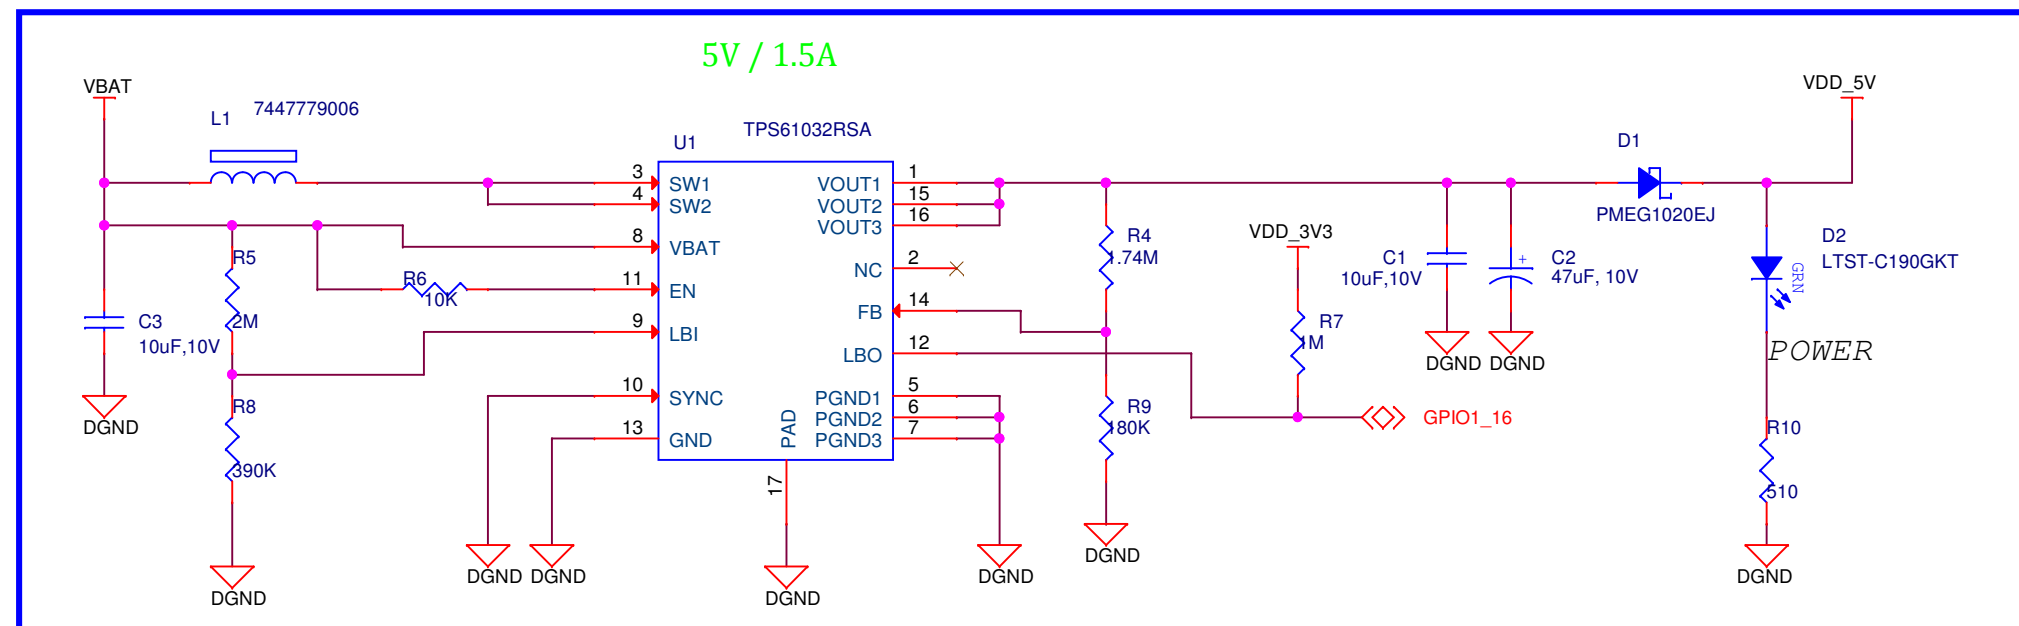 5V / 1.5A
VBAT
L1
7447779006
U1
TPS61032RSA
VDD_5V
D1
PMEG1020EJ
3
SW1
4
SW2
8
VBAT
11
EN
9
LBI
10
SYNC
13
GND
PAD
17
1
VOUT1
15
VOUT2
16
VOUT3
2
NC
14
FB
12
LBO
5
PGND1
6
PGND2
7
PGND3
R5
2M
R6
10K
C3
10uF,10V
R8
390K
DGND
DGND
DGND
DGND
DGND
DGND
R4
1.74M
R9
180K
DGND
VDD_3V3
R7
1M
GPIO1_16
C1
10uF,10V
C2
47uF, 10V
DGND
DGND
D2
LTST-C190GKT
GRN
POWER
R10
510
DGND